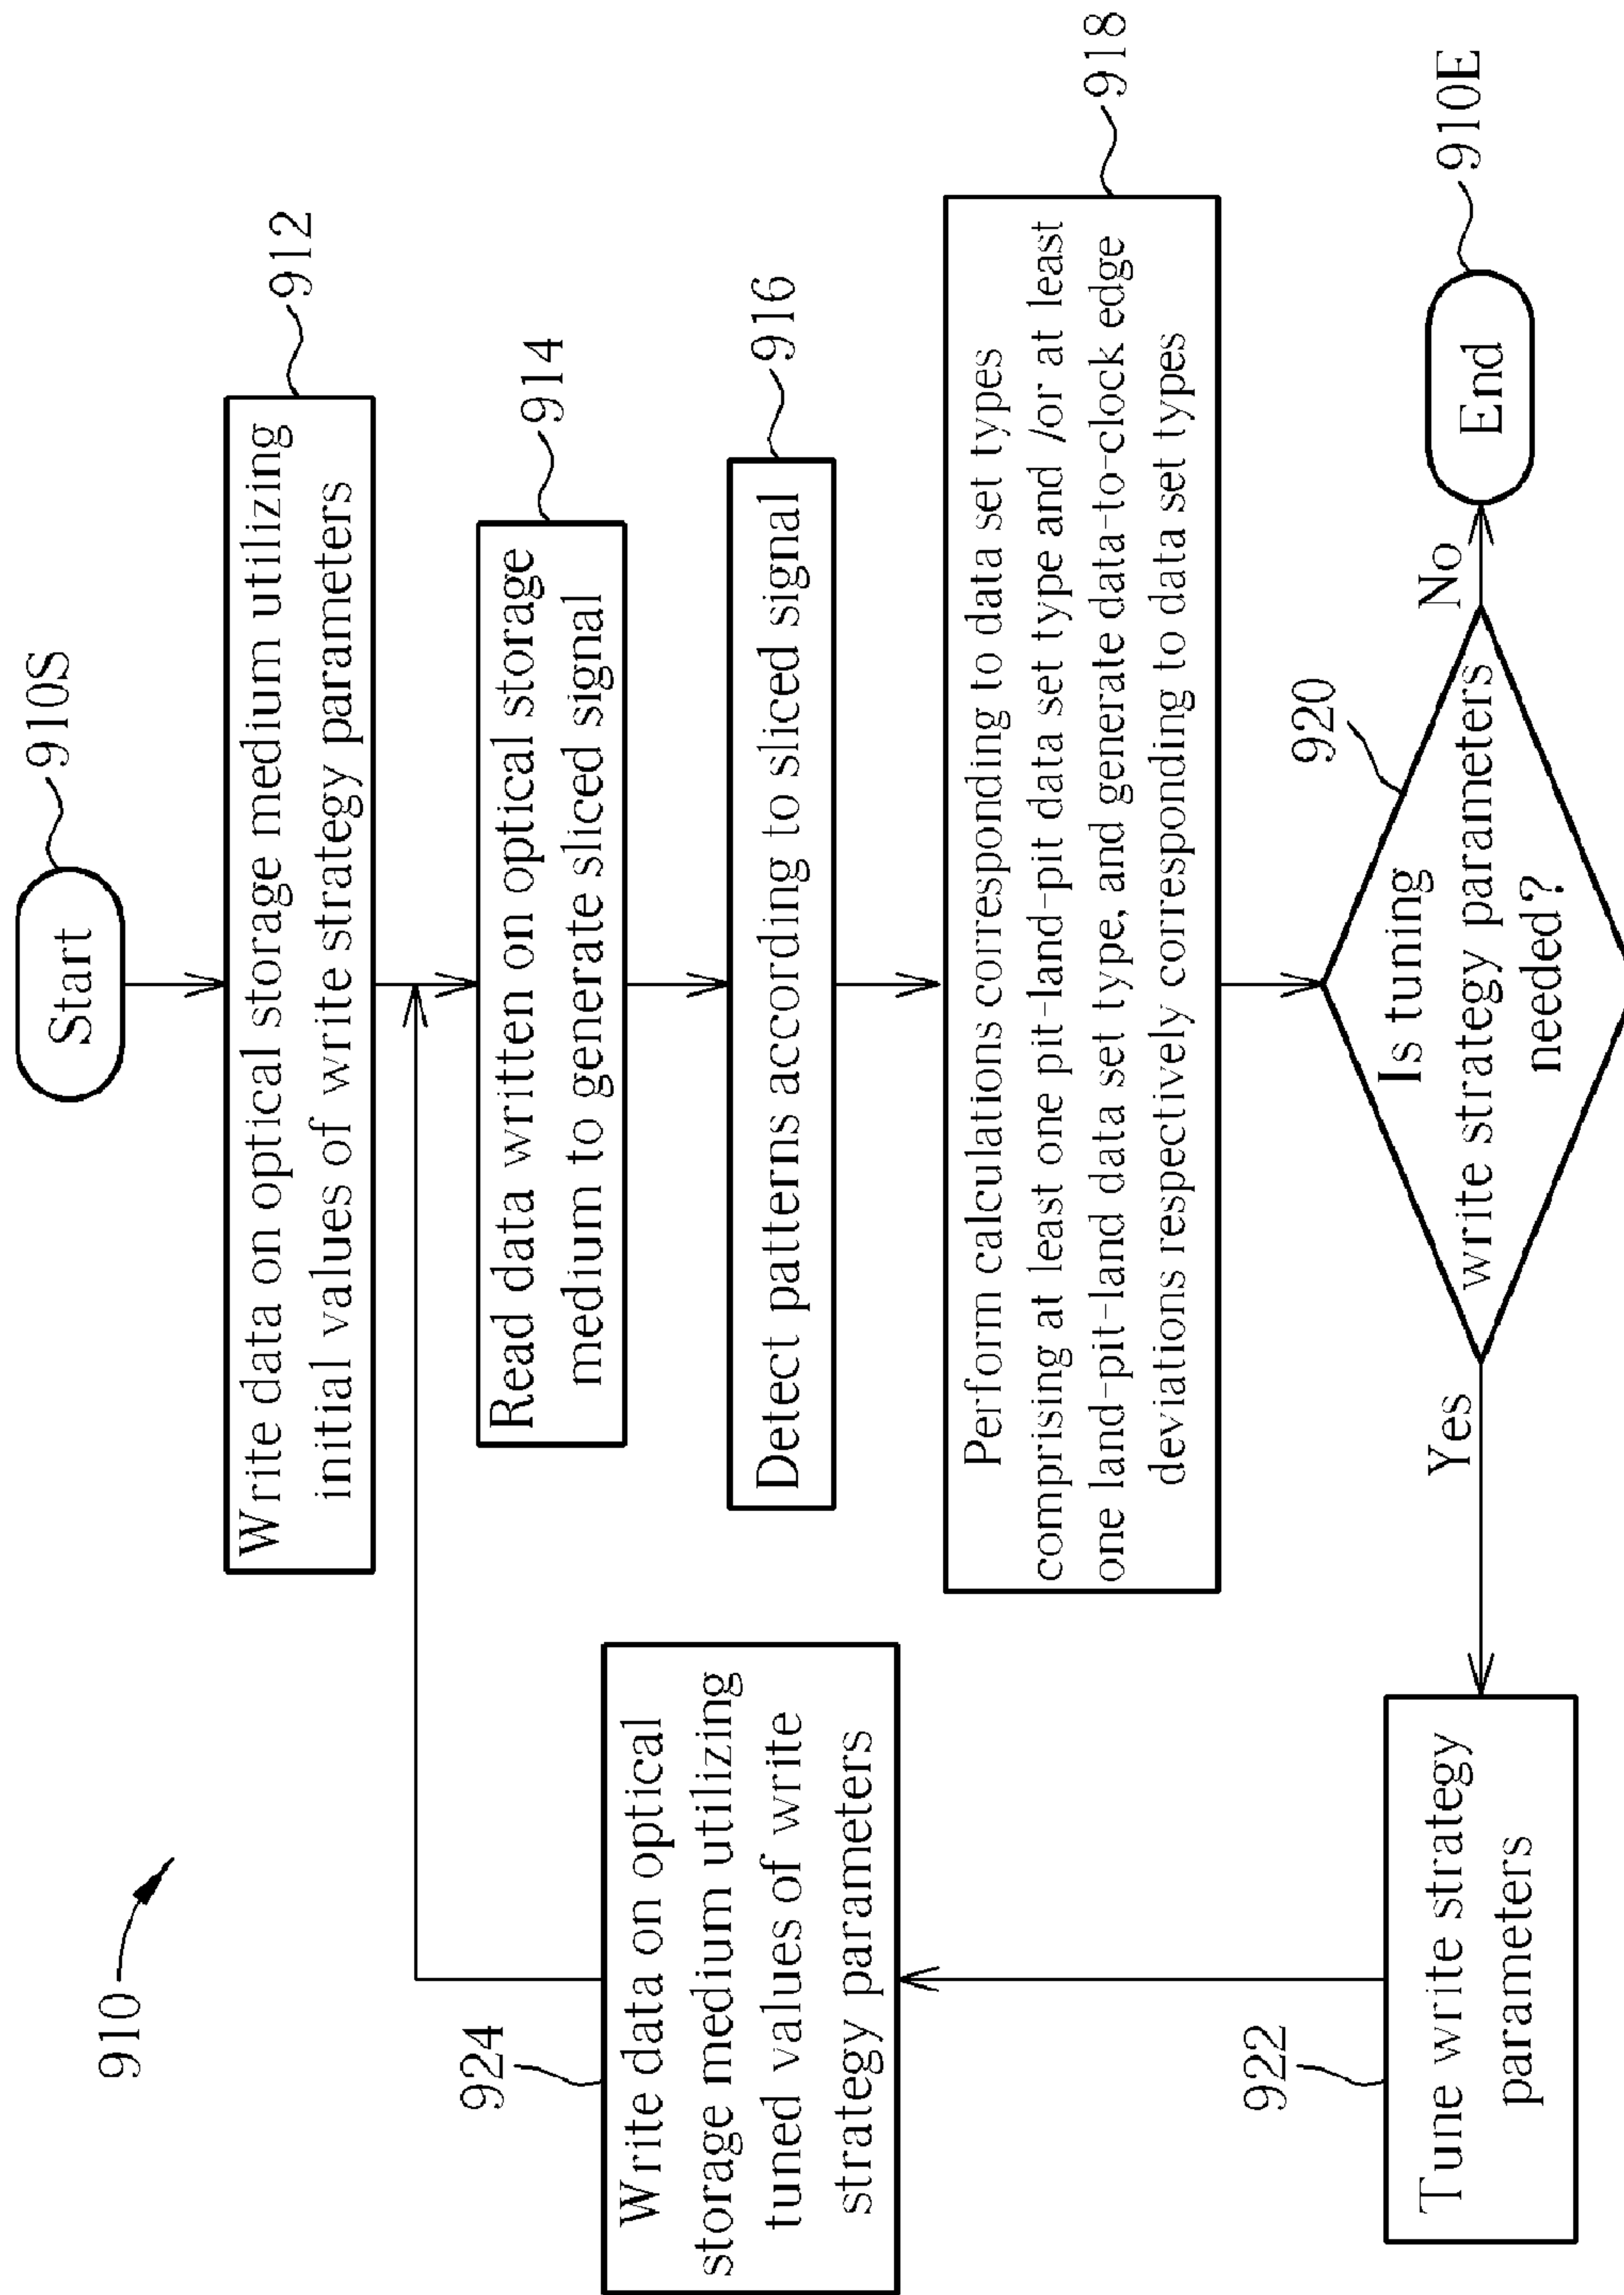 910
Start
910S
Write data on optical storage medium utilizing
initial values of write strategy parameters
912
Read data written on optical storage
medium to generate sliced signal
914
Detect patterns according to sliced signal
916
Perform calculations corresponding to data set types
comprising at least one pit-land-pit data set type and /or at least
one land-pit-land data set type, and generate data-to-clock edge
deviations respectively corresponding to data set types
918
Is tuning
write strategy parameters
needed?
920
No
End
910E
Yes
Tune write strategy
parameters
922
Write data on optical
storage medium utilizing
tuned values of write
strategy parameters
924